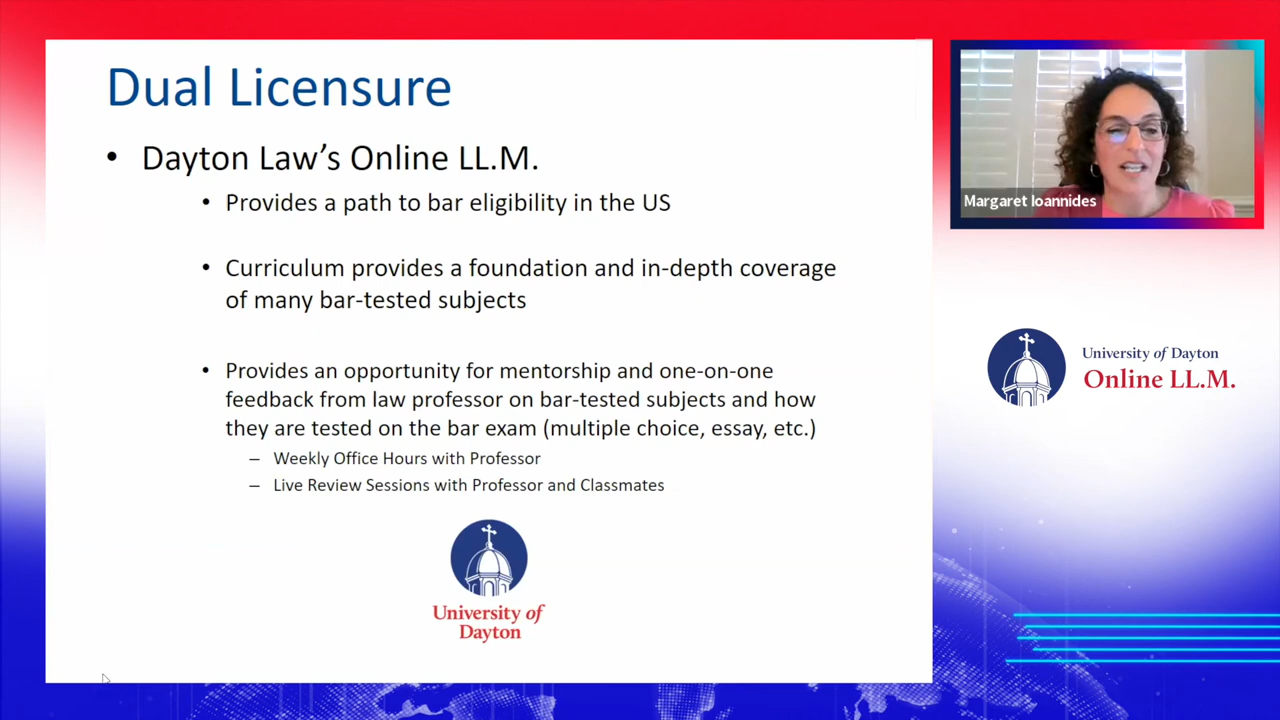 Dual Licensure
• Dayton Law's Online LL.M.
• Provides a path to bar eligibility in the US
• Curriculum provides a foundation and in-depth coverage
of many bar-tested subjects
• Provides an opportunity for mentorship and one-on-one
feedback from law professor on bar-tested subjects and how
they are tested on the bar exam (multiple choice, essay, etc.)
– Weekly Office Hours with Professor
– Live Review Sessions with Professor and Classmates
University of
Dayton
Margaret Ioannides
University of Dayton
Online LL.M.